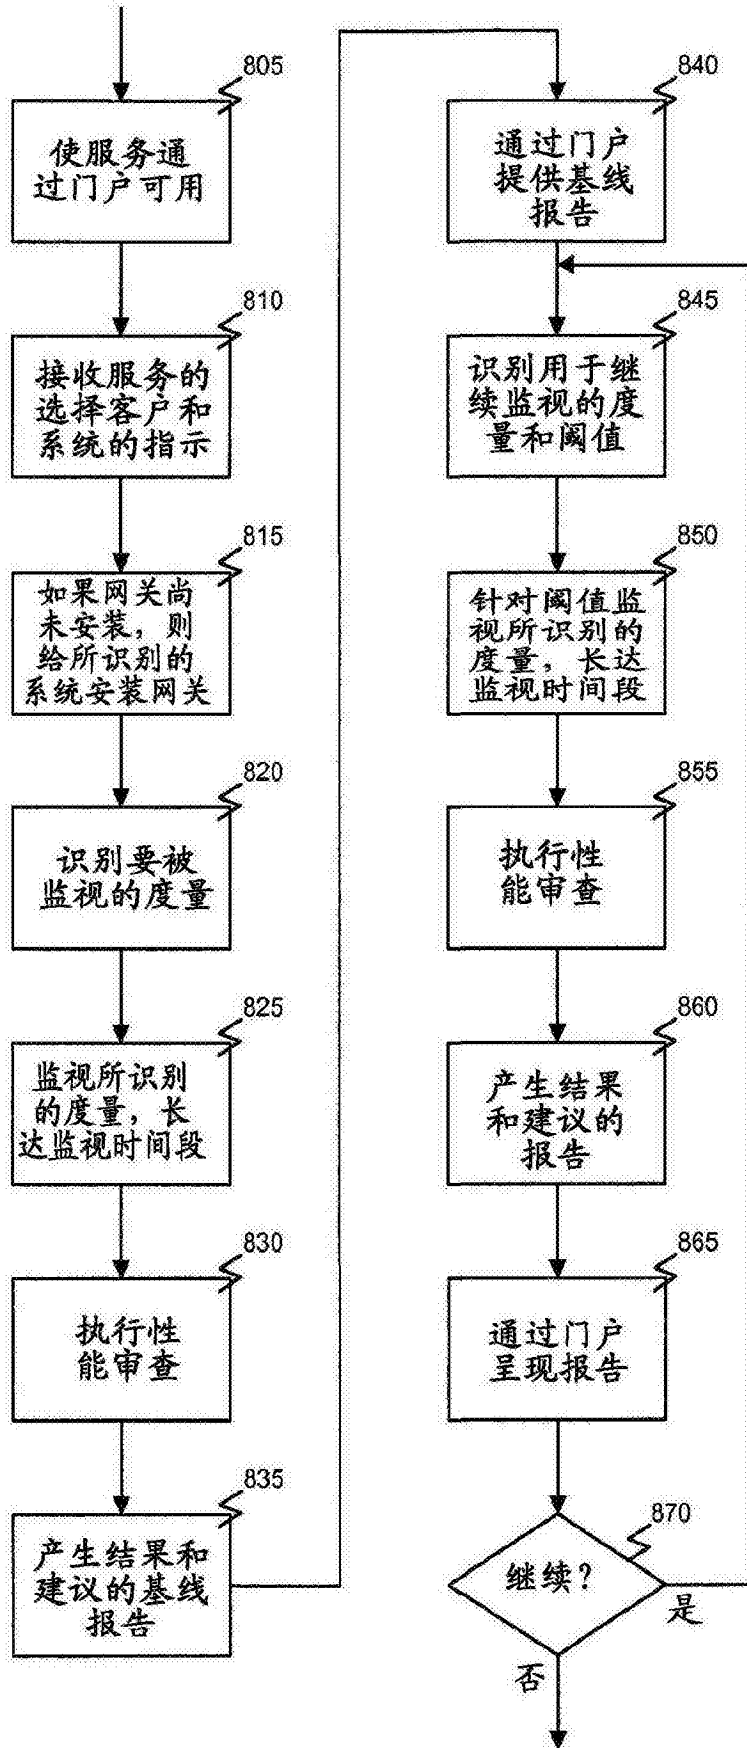 805
使服务通
过门户可用
810
接收服务的
选择客户和
系统的指示
815
如果网关尚
未安装，则
给所识别的
系统安装网关
820
识别要被
监视的度量
825
监视所识别
的度量，长
达监视时间段
830
执行性
能审查
835
产生结果和
建议的基线
报告
840
通过门户
提供基线
报告
845
识别用于继
续监视的度
量和阈值
850
针对阈值监
视所识别的
度量，长达
监视时间段
855
执行性
能审查
860
产生结果
和建议的
报告
865
通过门户
呈现报告
870
继续？
是
否